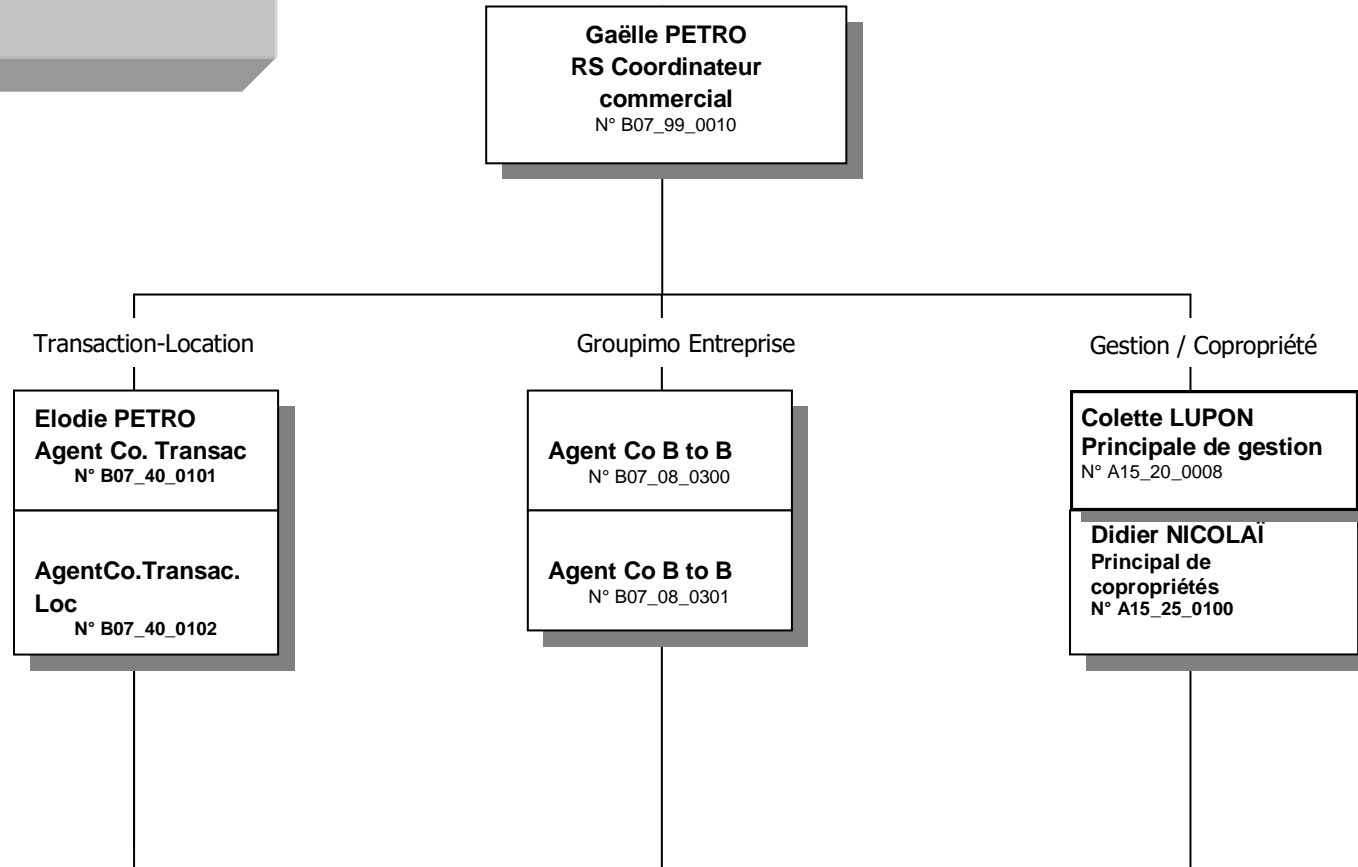 Gaëlle PETRO
RS Coordinateur
commercial
N° B07_99_0010
Transaction-Location
Groupimo Entreprise
Gestion / Copropriété
Elodie PETRO
Agent Co. Transac
N° B07_40_0101
AgentCo.Transac.
Loc
N° B07_40_0102
Agent Co B to B
N° B07_08_0300
Agent Co B to B
N° B07_08_0301
Colette LUPON
Principale de gestion
N° A15_20_0008
Didier NICOLAÏ
Principal de
copropriétés
N° A15_25_0100